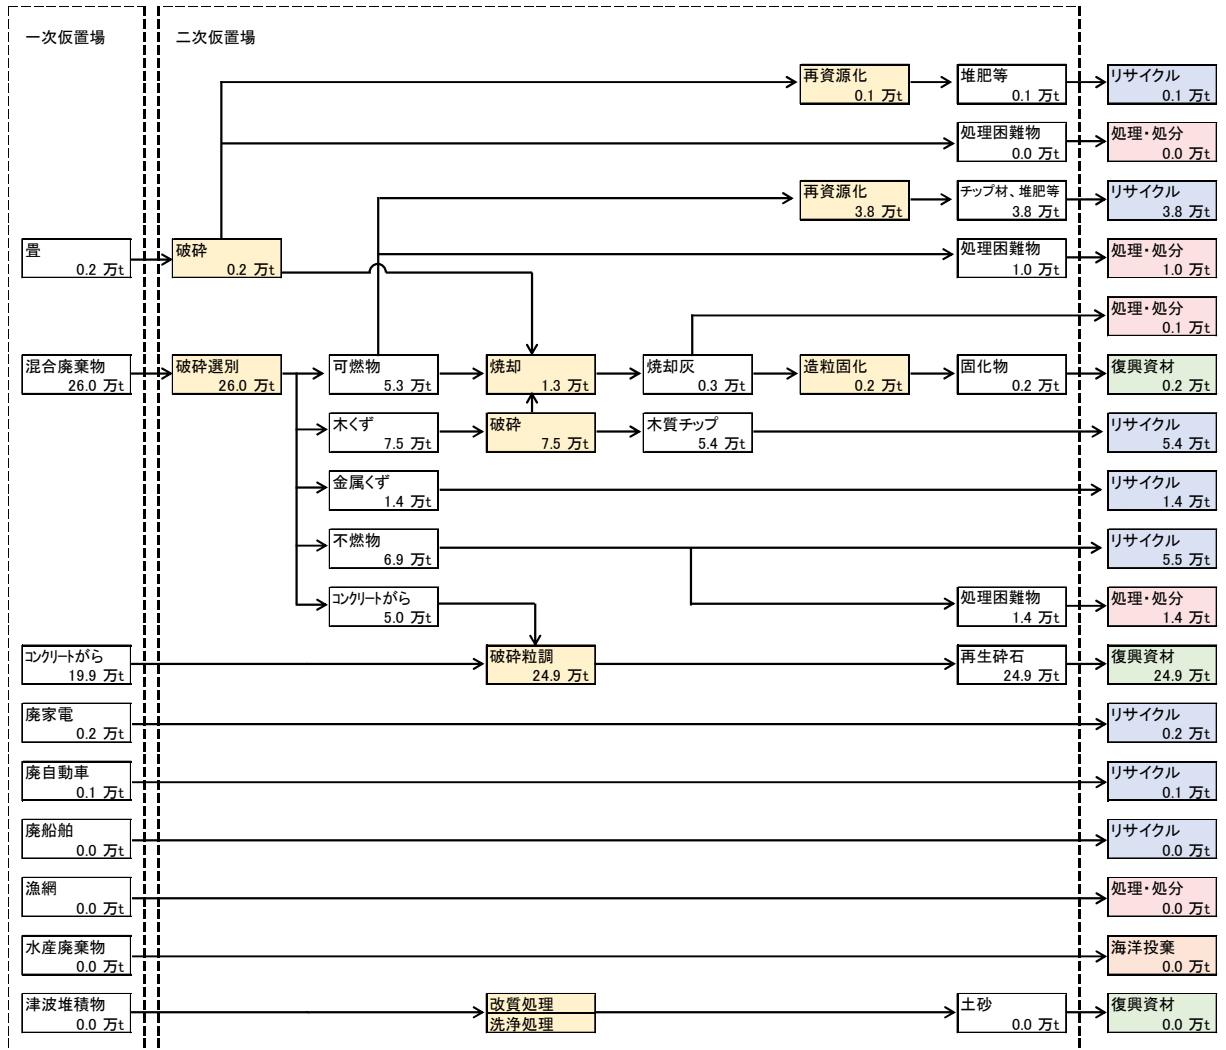 一次仮置場
二次仮置場
再資源化
0.1 万t
堆肥等
0.1 万t
リサイクル
0.1 万t
処理困難物
0.0 万t
処理・処分
0.0 万t
再資源化
3.8 万t
チップ材、堆肥等
3.8 万t
リサイクル
3.8 万t
畳
0.2 万t
破砕
0.2 万t
処理困難物
1.0 万t
処理・処分
1.0 万t
処理・処分
0.1 万t
混合廃棄物
26.0 万t
破砕選別
26.0 万t
可燃物
5.3 万t
焼却
1.3 万t
焼却灰
0.3 万t
造粒固化
0.2 万t
固化物
0.2 万t
復興資材
0.2 万t
木くず
7.5 万t
破砕
7.5 万t
木質チップ
5.4 万t
リサイクル
5.4 万t
金属くず
1.4 万t
リサイクル
1.4 万t
不燃物
6.9 万t
リサイクル
5.5 万t
コンクリートがら
5.0 万t
処理困難物
1.4 万t
処理・処分
1.4 万t
コンクリートがら
19.9 万t
破砕粒調
24.9 万t
再生砕石
24.9 万t
復興資材
24.9 万t
廃家電
0.2 万t
リサイクル
0.2 万t
廃自動車
0.1 万t
リサイクル
0.1 万t
廃船舶
0.0 万t
リサイクル
0.0 万t
漁網
0.0 万t
処理・処分
0.0 万t
水産廃棄物
0.0 万t
海洋投棄
0.0 万t
津波堆積物
0.0 万t
改質処理
洗浄処理
土砂
0.0 万t
復興資材
0.0 万t